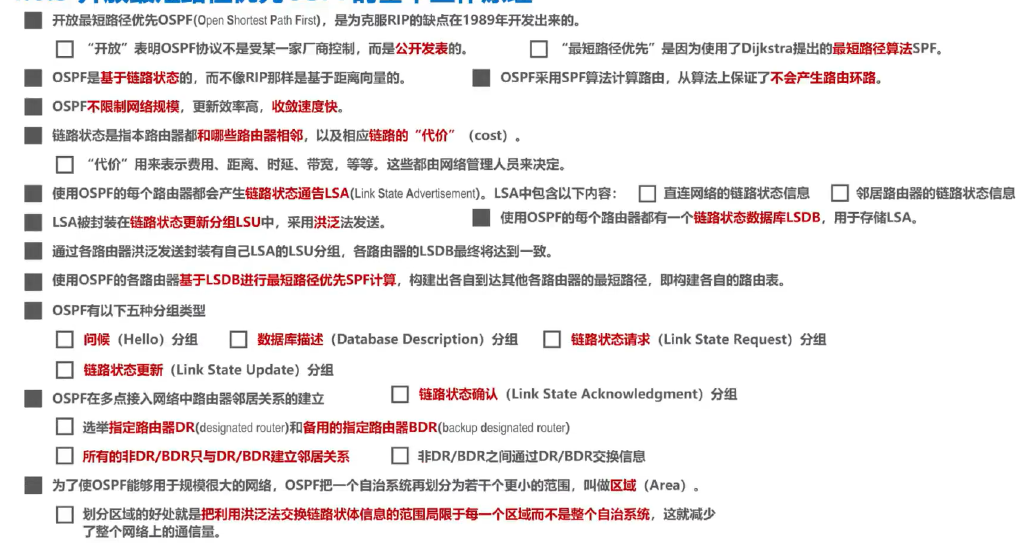 开放最短路径优先OSPF(Open Shortest Path First)，是为克服RIP的缺点在1989年开发出来的。
“开放”表明OSPF协议不是受某一家厂商控制，而是公开发表的。
“最短路径优先”是因为使用了Dijkstra提出的最短路径算法SPF。
OSPF是基于链路状态的，而不像RIP那样是基于距离向量的。
OSPF采用SPF算法计算路由，从算法上保证了不会产生路由环路。
OSPF不限制网络规模，更新效率高，收敛速度快。
链路状态是指本路由器都和哪些路由器相邻，以及相应链路的“代价”（cost）。
“代价”用来表示费用、距离、时延、带宽，等等。这些都由网络管理人员来决定。
使用OSPF的每个路由器都会产生链路状态通告LSA(Link State Advertisement)。LSA中包含以下内容：
直连网络的链路状态信息
邻居路由器的链路状态信息
LSA被封装在链路状态更新分组LSU中，采用洪泛法发送。
使用OSPF的每个路由器都有一个链路状态数据库LSDB，用于存储LSA。
通过各路由器洪泛发送封装有自己LSA的LSU分组，各路由器的LSDB最终将达到一致。
使用OSPF的各路由器基于LSDB进行最短路径优先SPF计算，构建出各自到达其他各路由器的最短路径，即构建各自的路由表。
OSPF有以下五种分组类型
问候（Hello）分组
数据库描述（Database Description）分组
链路状态请求（Link State Request）分组
链路状态更新（Link State Update）分组
链路状态确认（Link State Acknowledgment）分组
OSPF在多点接入网络中路由器邻居关系的建立
选举指定路由器DR(designated router)和备用的指定路由器BDR(backup designated router)
所有的非DR/BDR只与DR/BDR建立邻居关系
非DR/BDR之间通过DR/BDR交换信息
为了使OSPF能够用于规模很大的网络，OSPF把一个自治系统再划分为若干个更小的范围，叫做区域（Area）。
划分区域的好处就是把利用洪泛法交换链路状体信息的范围局限于每一个区域而不是整个自治系统，这就减少
了整个网络上的通信量。